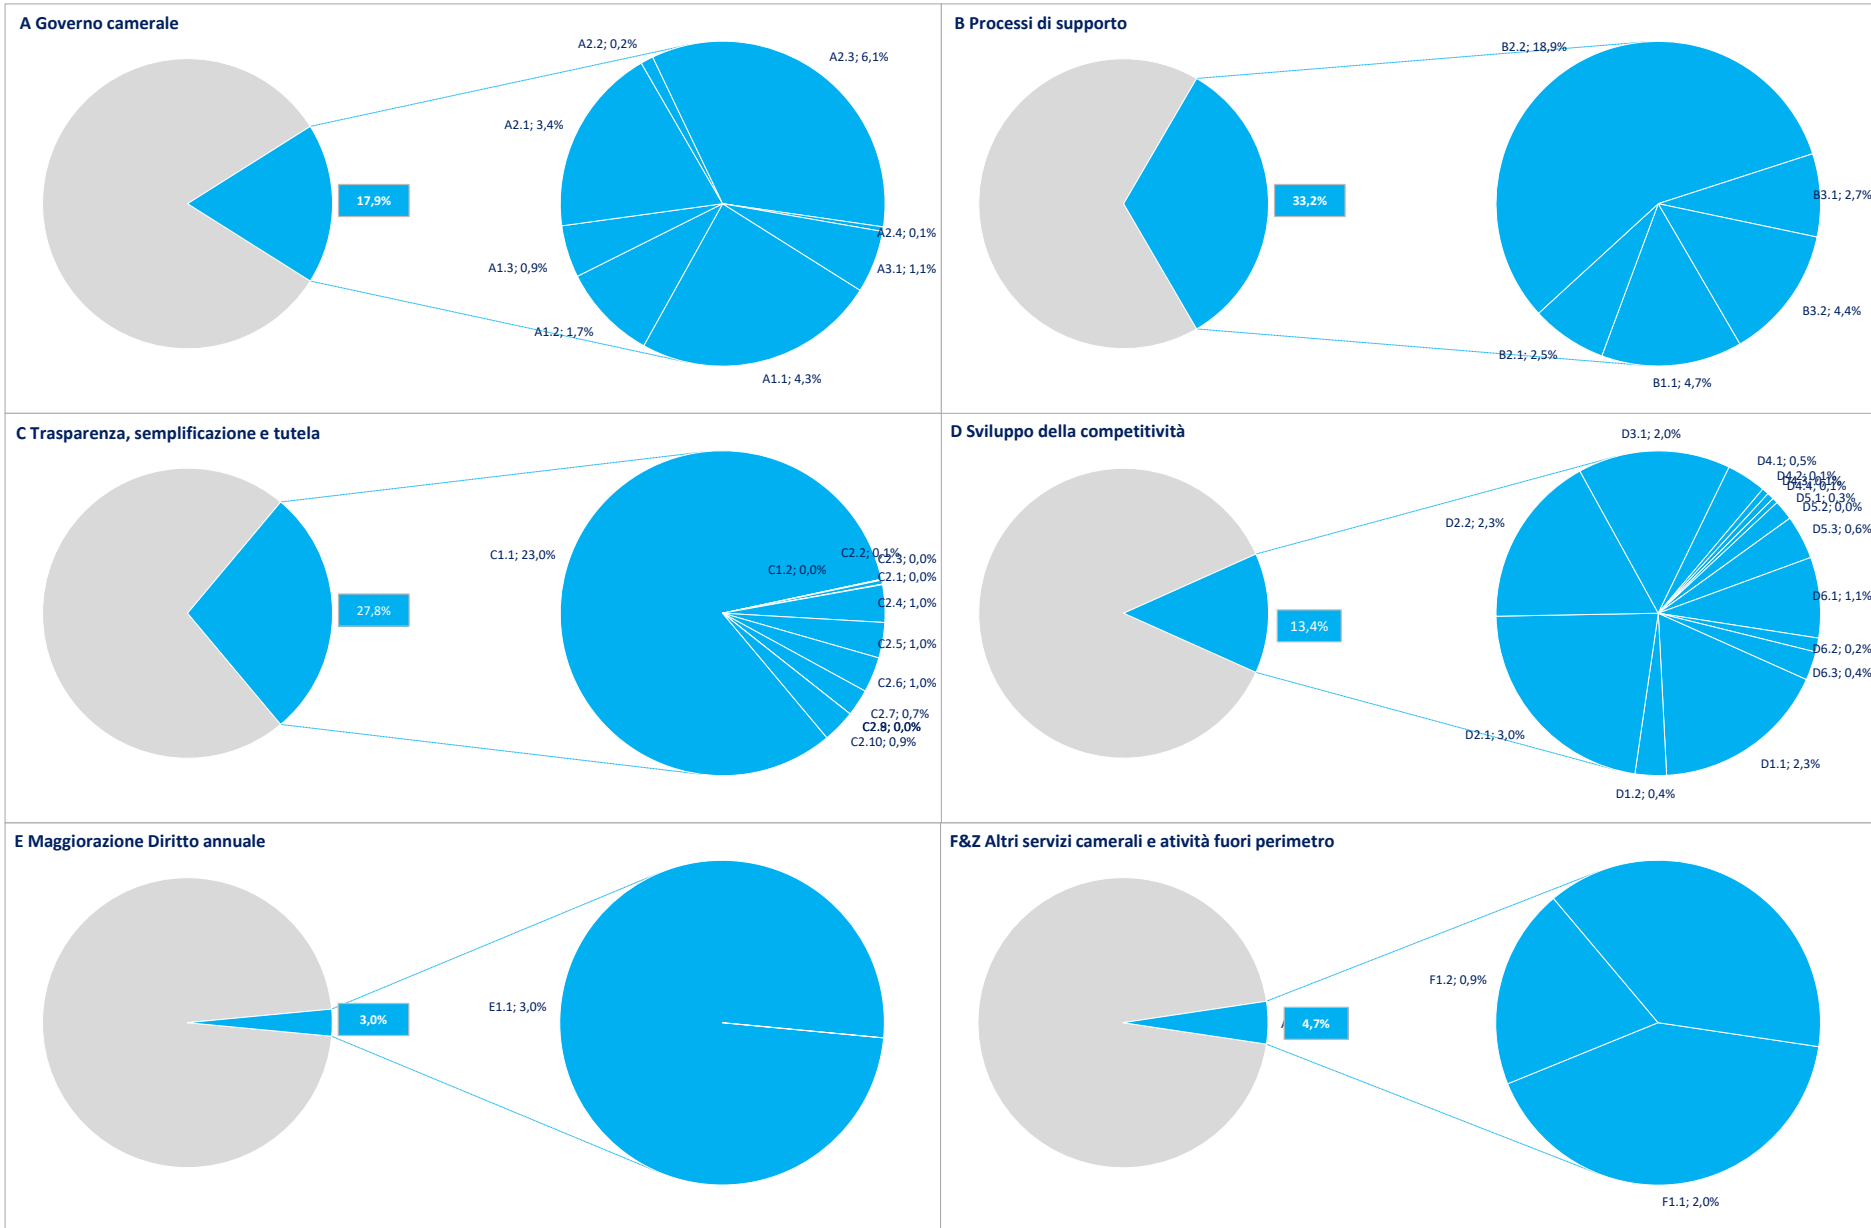 A Governo camerale
A2.2; 0,2%
A2.3; 6,1%
A2.1; 3,4%
17,9%
A2.4; 0,1%
A1.3; 0,9%
A3.1; 1,1%
A1.2; 1,7%
A1.1; 4,3%
B Processi di supporto
B2.2; 18,9%
B3.1; 2,7%
33,2%
B3.2; 4,4%
B2.1; 2,5%
B1.1; 4,7%
C Trasparenza, semplificazione e tutela
C1.1; 23,0%
C2.2; 0,1%
C2.3; 0,0%
C1.2; 0,0%
C2.1; 0,0%
C2.4; 1,0%
27,8%
C2.5; 1,0%
C2.6; 1,0%
C2.7; 0,7%
C2.10; 0,9%
D Sviluppo della competitività
D3.1; 2,0%
D4.1; 0,5%
D4.2; 0,1%
D4.4; 0,1%
D5.1; 0,3%
D5.2; 0,0%
D2.2; 2,3%
D5.3; 0,6%
D6.1; 1,1%
13,4%
D6.2; 0,2%
D6.3; 0,4%
D2.1; 3,0%
D1.1; 2,3%
D1.2; 0,4%
E Maggiorazione Diritto annuale
E1.1; 3,0%
3,0%
F&Z Altri servizi camerali e atività fuori perimetro
F1.2; 0,9%
4,7%
F1.1; 2,0%